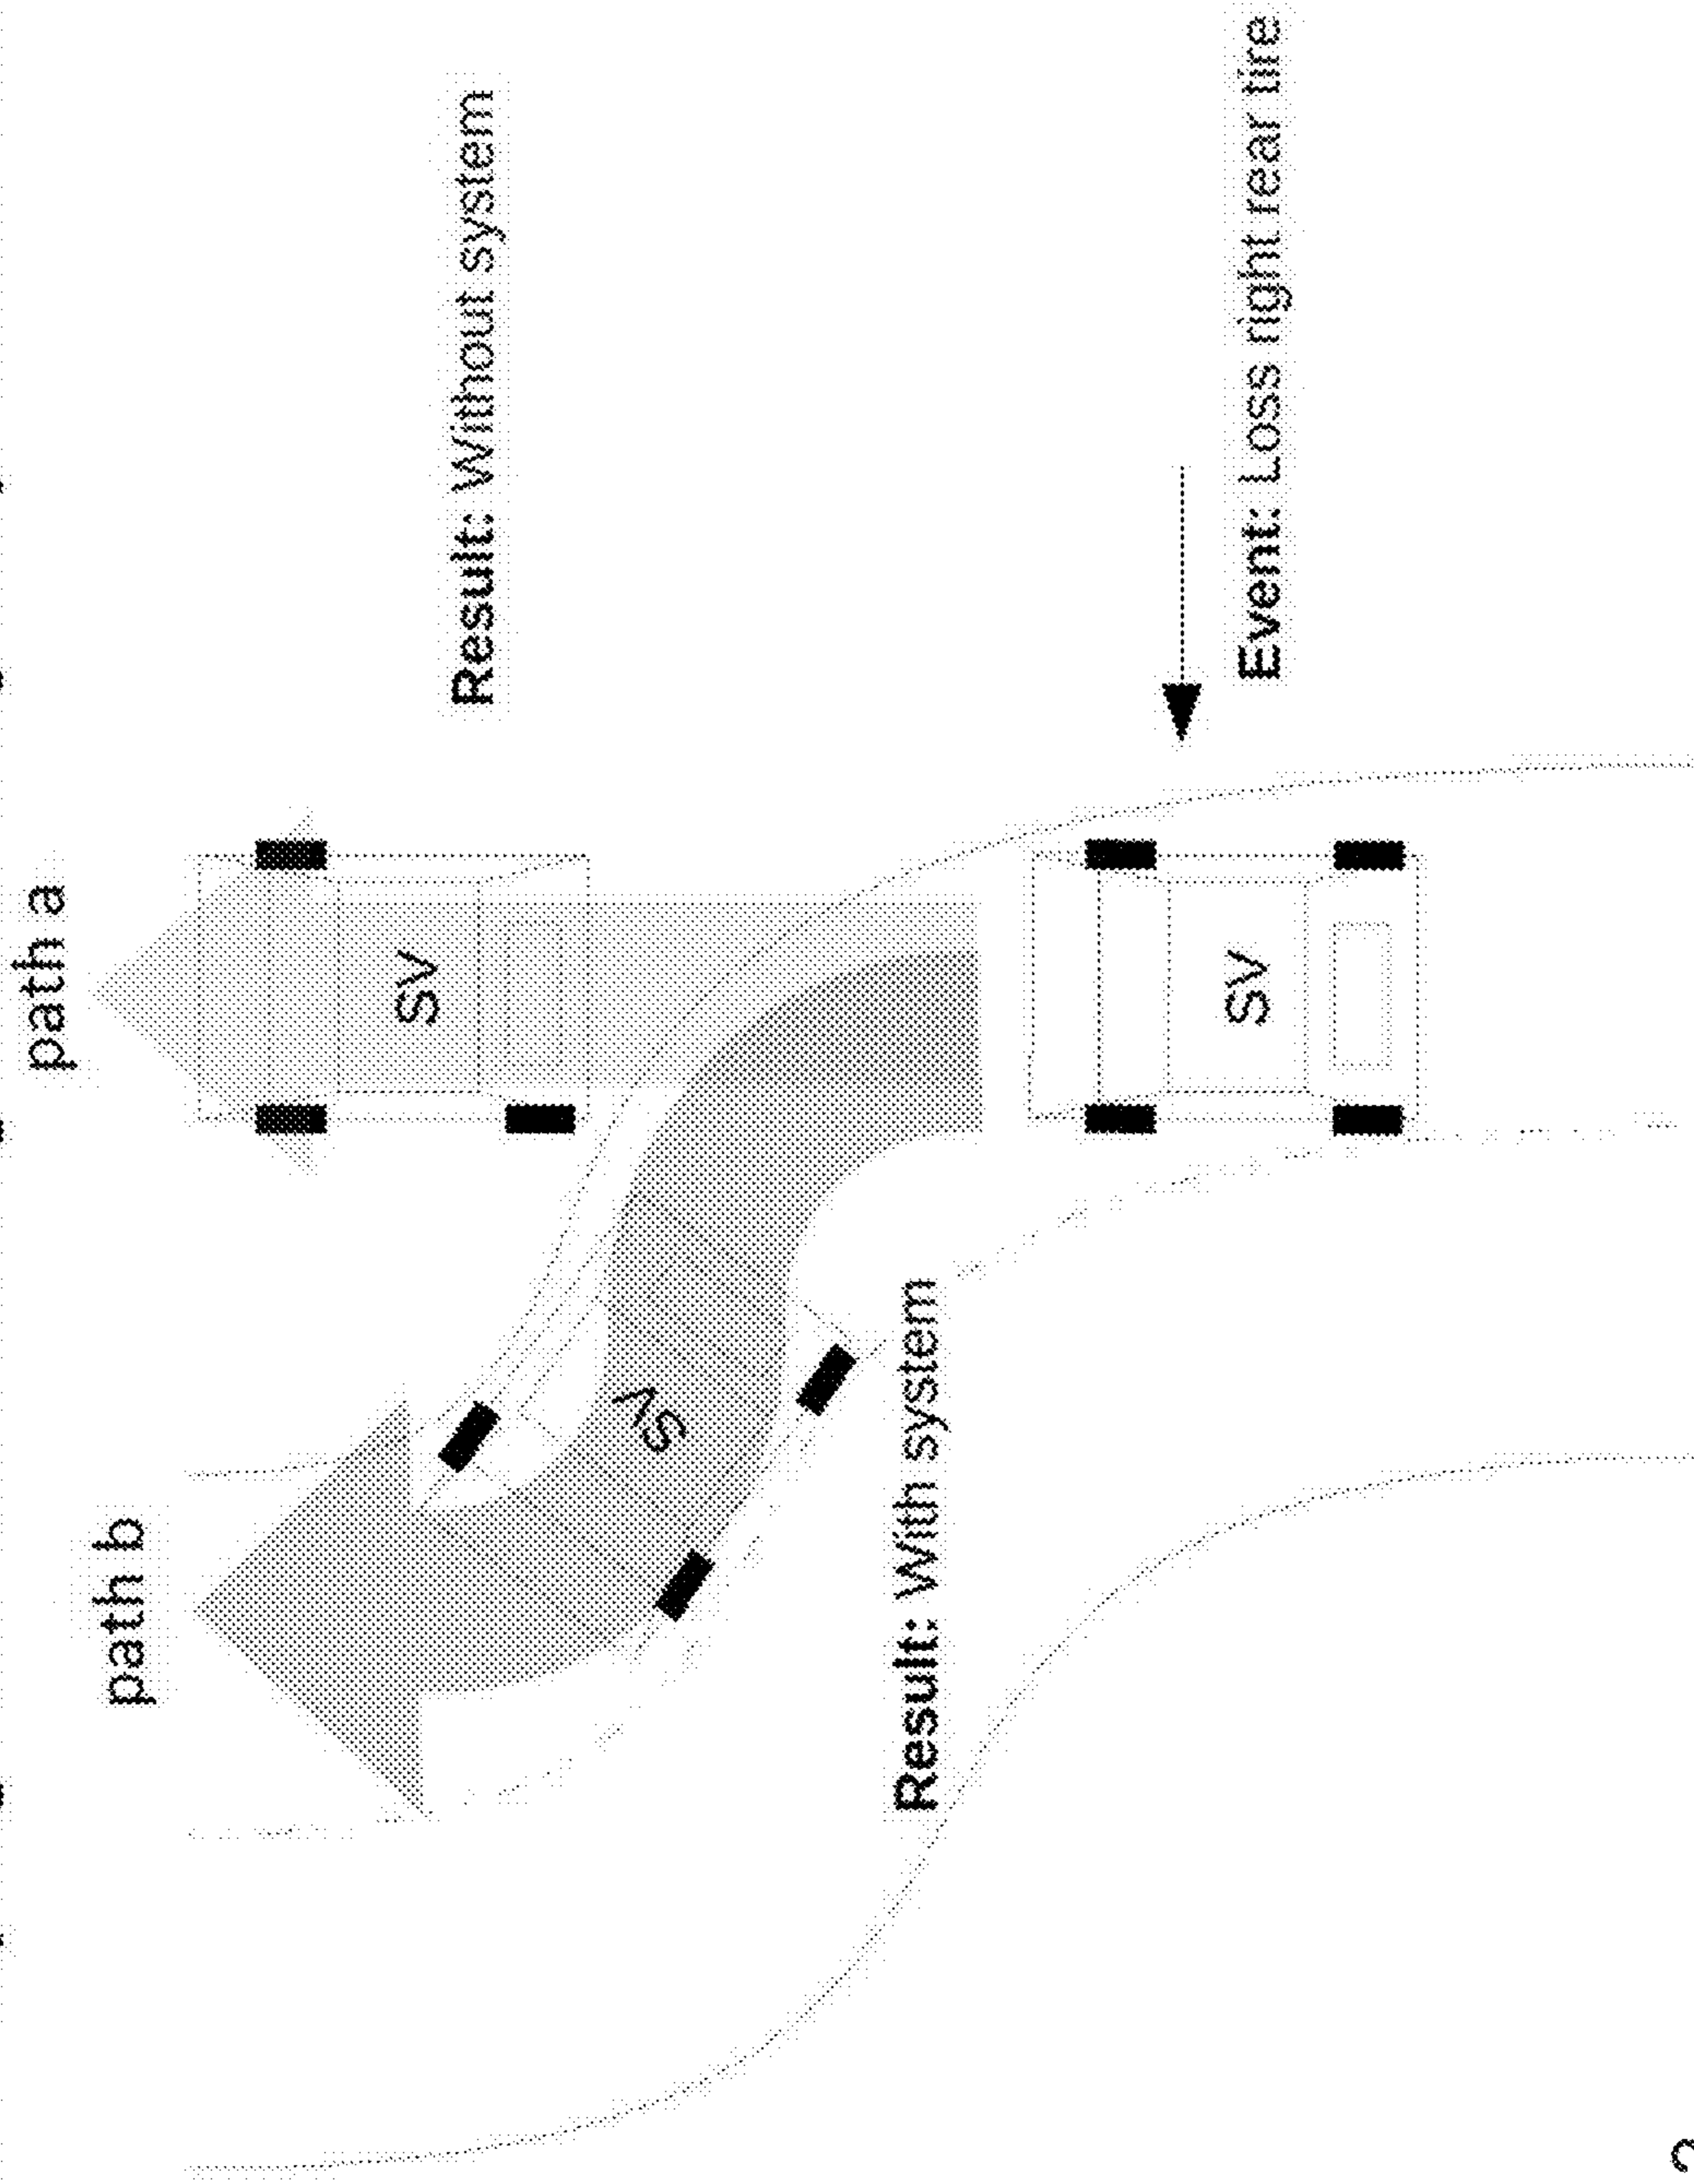 path a
path b
Result: Without system
SV
SV
SV
Result: With system
Event: Loss right rear tire